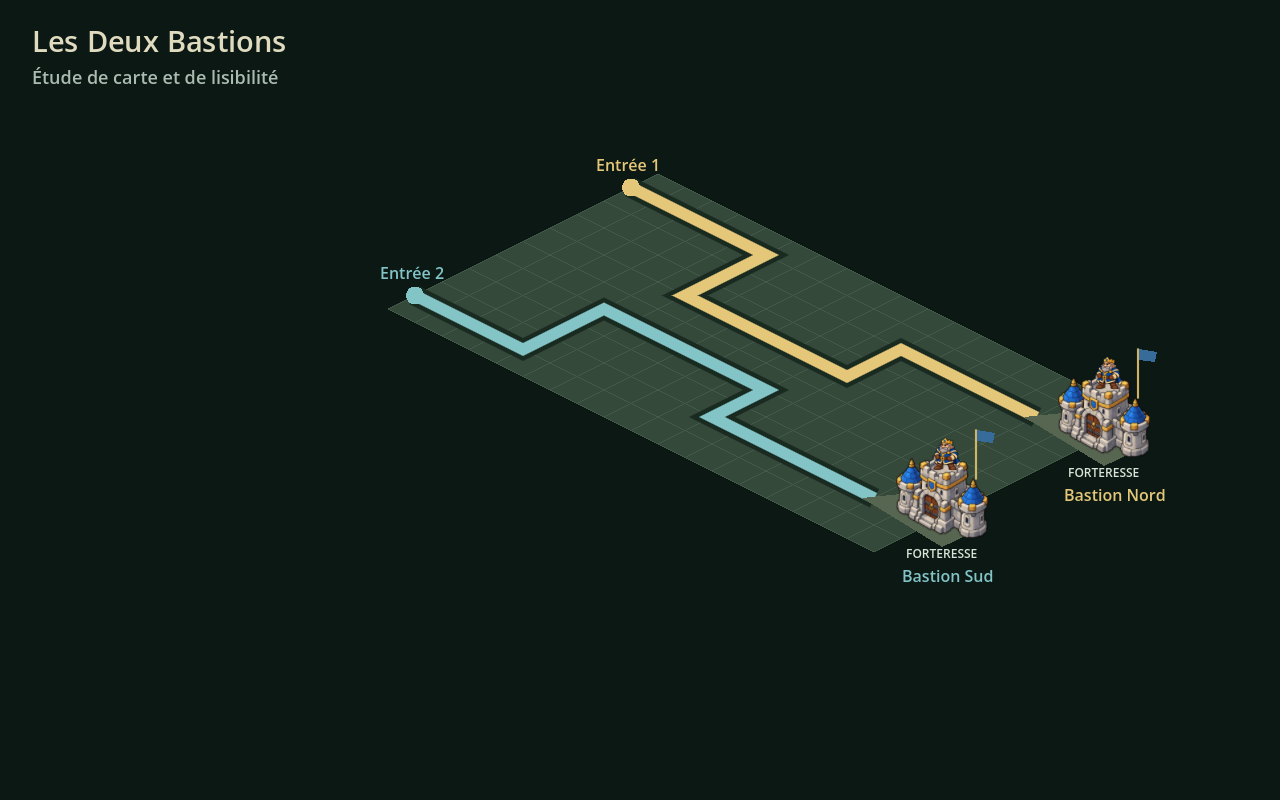 Les Deux Bastions
Étude de carte et de lisibilité
Entrée 1
Entrée 2
FORTERESSE
Bastion Nord
FORTERESSE
Bastion Sud